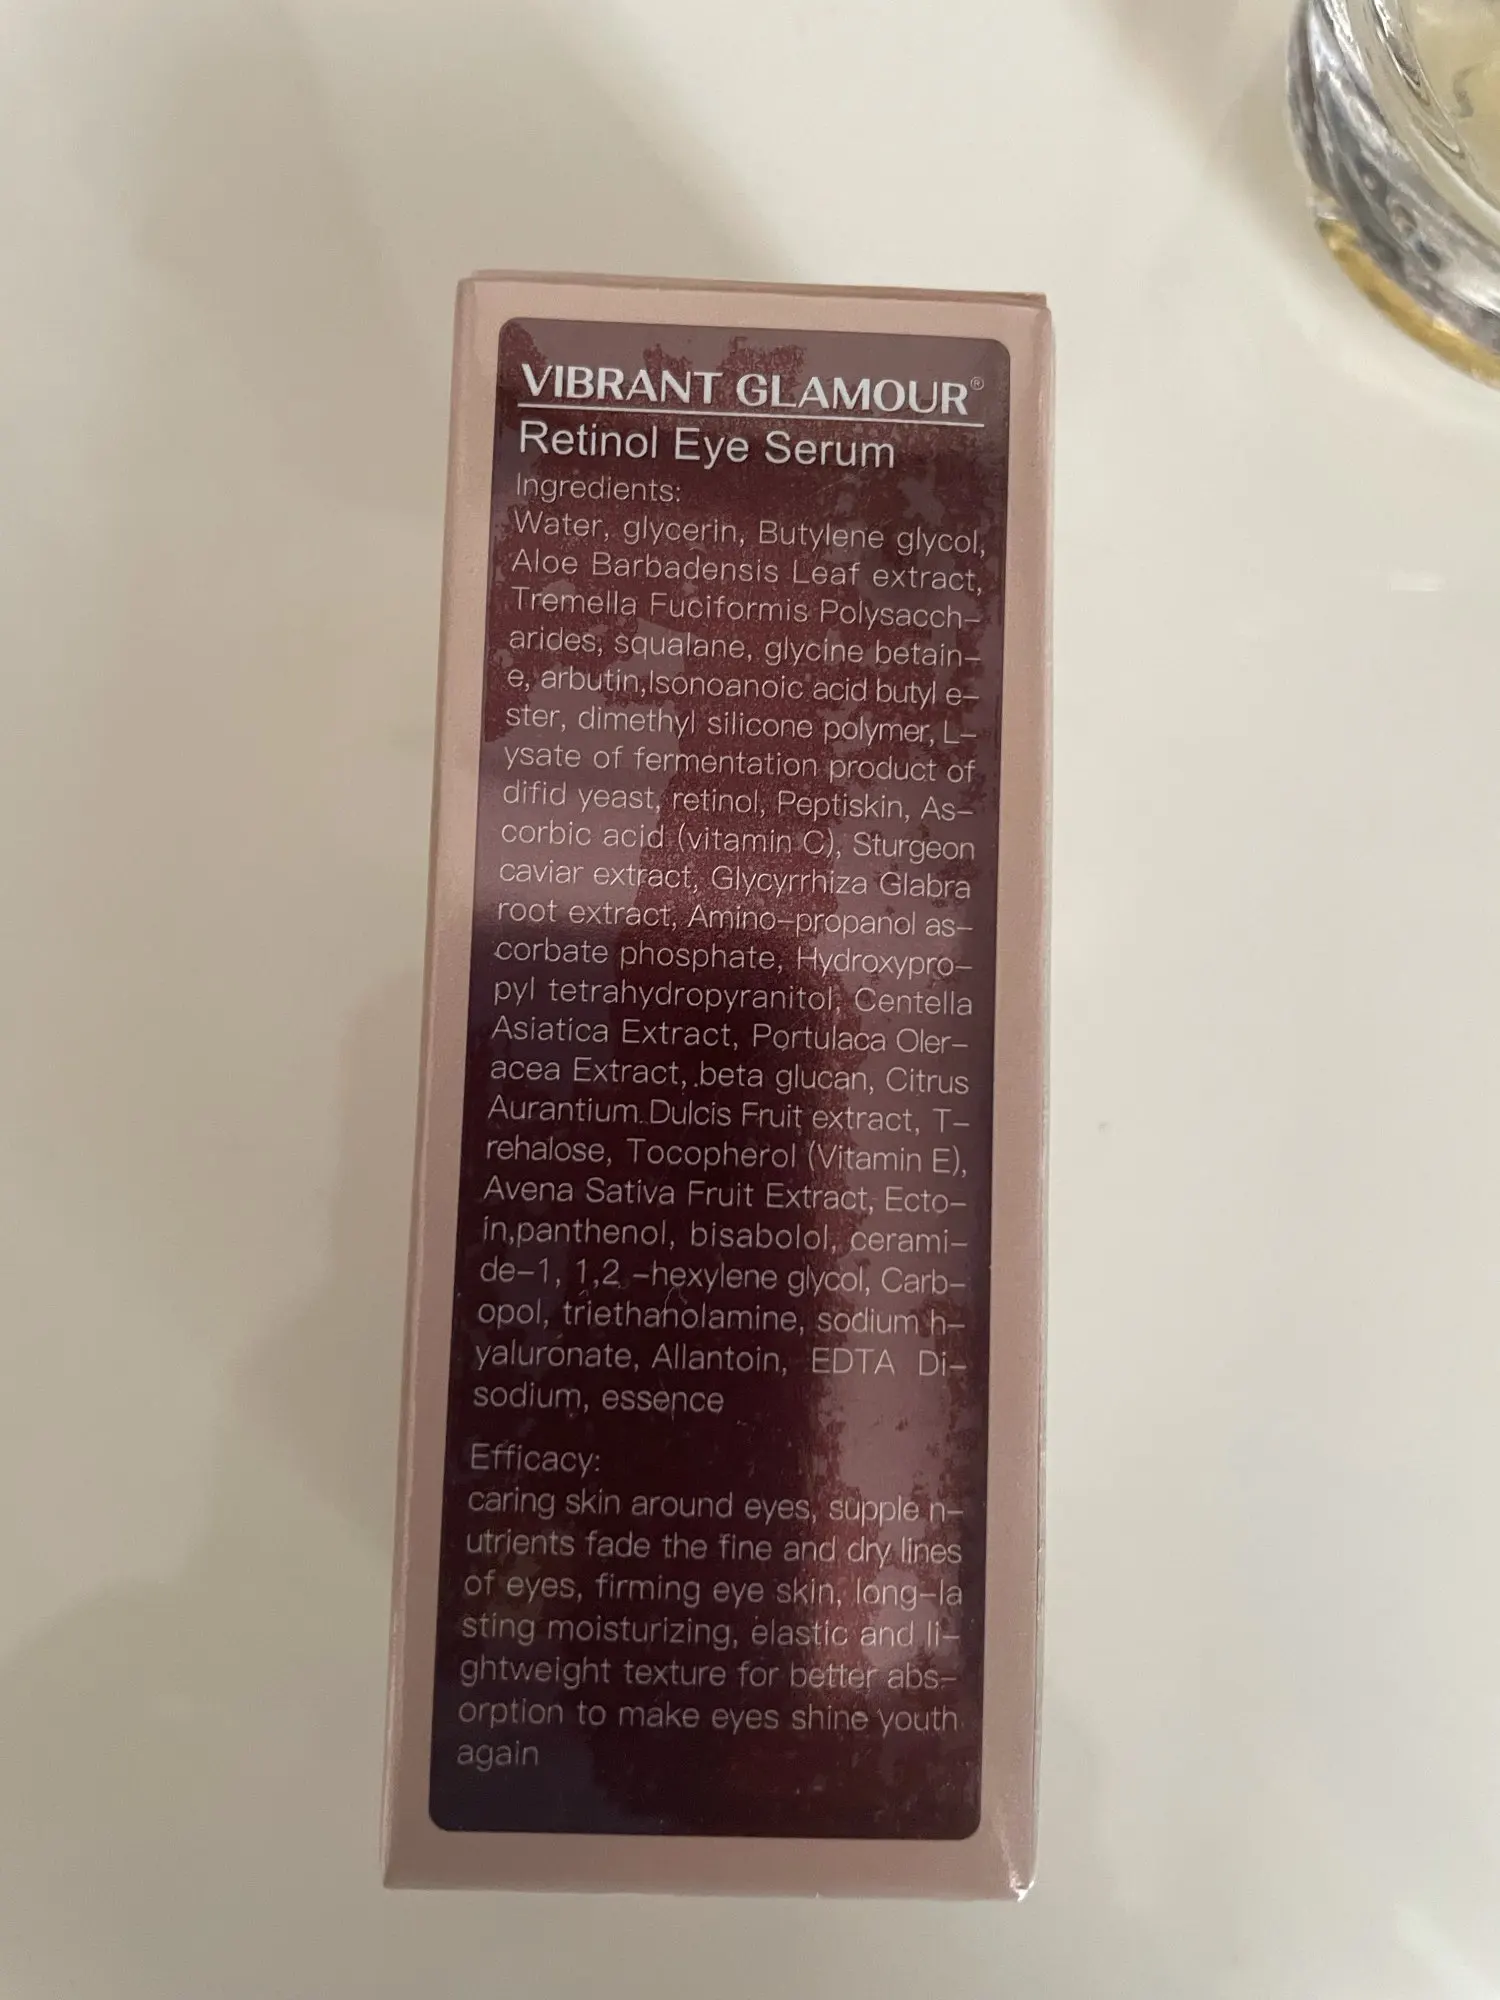 VIBRANT GLAMOUR®
Retinol Eye Serum
Ingredients:
Water, glycerin, Butylene glycol,
Aloe Barbadensis Leaf extract,
Tremella Fuciformis Polysacch-
arides, squalane, glycine betain-
e, arbutin,Isonoanoic acid butyl e-
ster, dimethyl silicone polymer, L-
ysate of fermentation product of
difid yeast, retinol, Peptiskin, As-
corbic acid (vitamin C), Sturgeon
caviar extract, Glycyrrhiza Glabra
root extract, Amino-propanol as-
corbate phosphate, Hydroxypro-
pyl tetrahydropyranitol, Centella
Asiatica Extract, Portulaca Oler-
acea Extract, beta glucan, Citrus
Aurantium Dulcis Fruit extract, T-
rehalose, Tocopherol (Vitamin E),
Avena Sativa Fruit Extract, Ecto-
in,panthenol, bisabolol, cerami-
de-1, 1,2 -hexylene glycol, Carb-
opol, triethanolamine, sodium h-
yaluronate, Allantoin, EDTA Di-
sodium, essence
Efficacy:
caring skin around eyes, supple n-
utrients fade the fine and dry lines
of eyes, firming eye skin, long-la
sting moisturizing, elastic and li-
ghtweight texture for better abs-
orption to make eyes shine youth
again